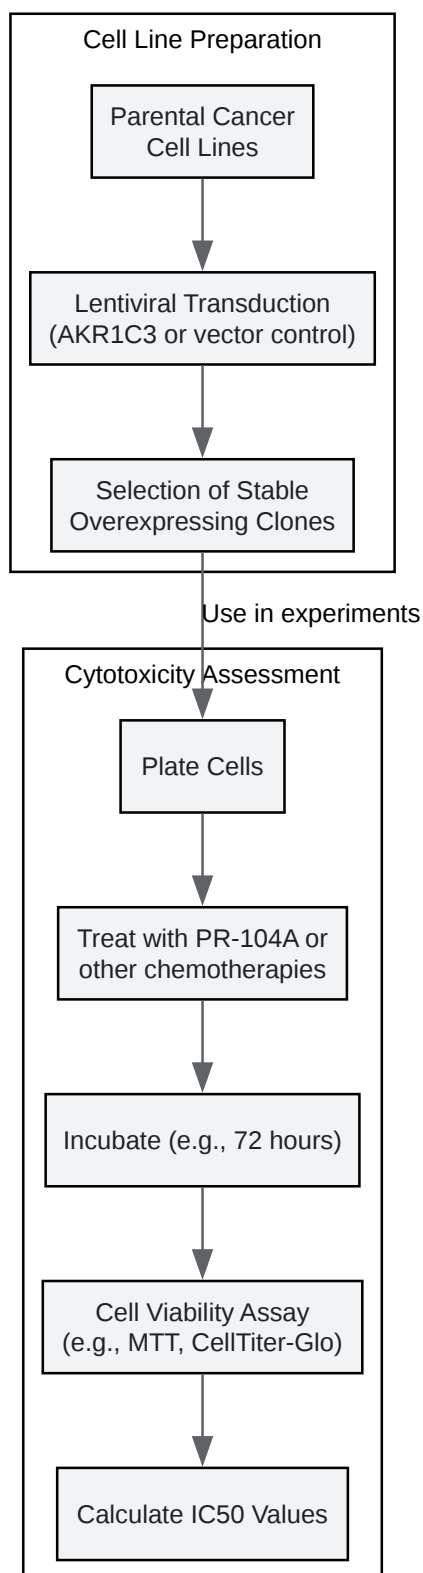 Cell Line Preparation
Parental Cancer
Cell Lines
Lentiviral Transduction
(AKR1C3 or vector control)
Selection of Stable
Overexpressing Clones
Use in experiments
Cytotoxicity Assessment
Plate Cells
Treat with PR-104A or
other chemotherapies
Incubate (e.g., 72 hours)
Cell Viability Assay
(e.g., MTT, CellTiter-Glo)
Calculate IC50 Values